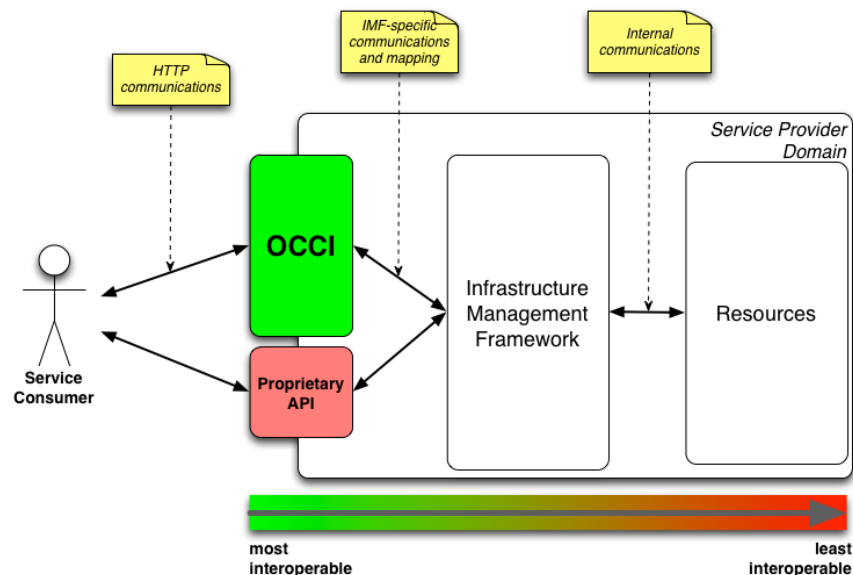 HTTP
communications
IMF-specific
communications
and mapping
Internal
communications
Service Provider
Domain
OCCI
Infrastructure
Management
Framework
Resources
Proprietary
API
Service
Consumer
most
interoperable
least
interoperable